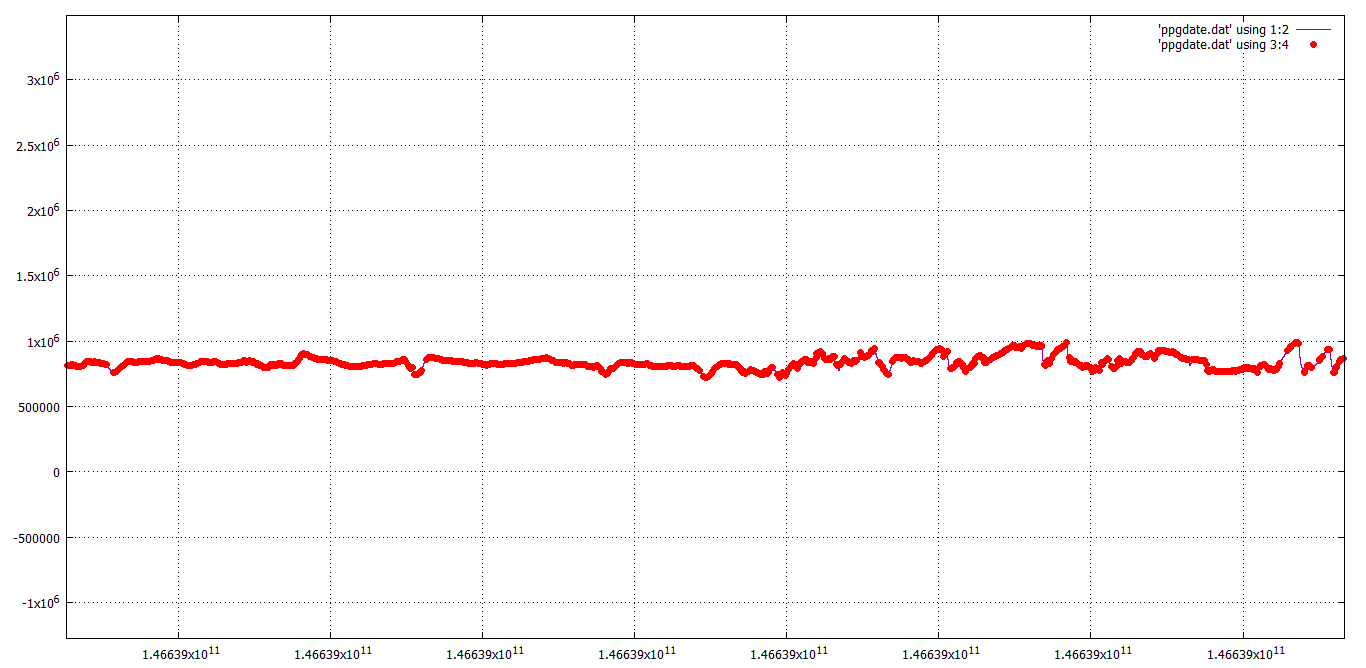 'ppgdate.dat' using 1:2
'ppgdate.dat' using 3:4
3x10⁶
2.5x10⁶
2x10⁶
1.5x10⁶
1x10⁶
500000
0
-500000
-1x10⁶
1.46639x10¹¹ 1.46639x10¹¹ 1.46639x10¹¹ 1.46639x10¹¹ 1.46639x10¹¹ 1.46639x10¹¹ 1.46639x10¹¹ 1.46639x10¹¹